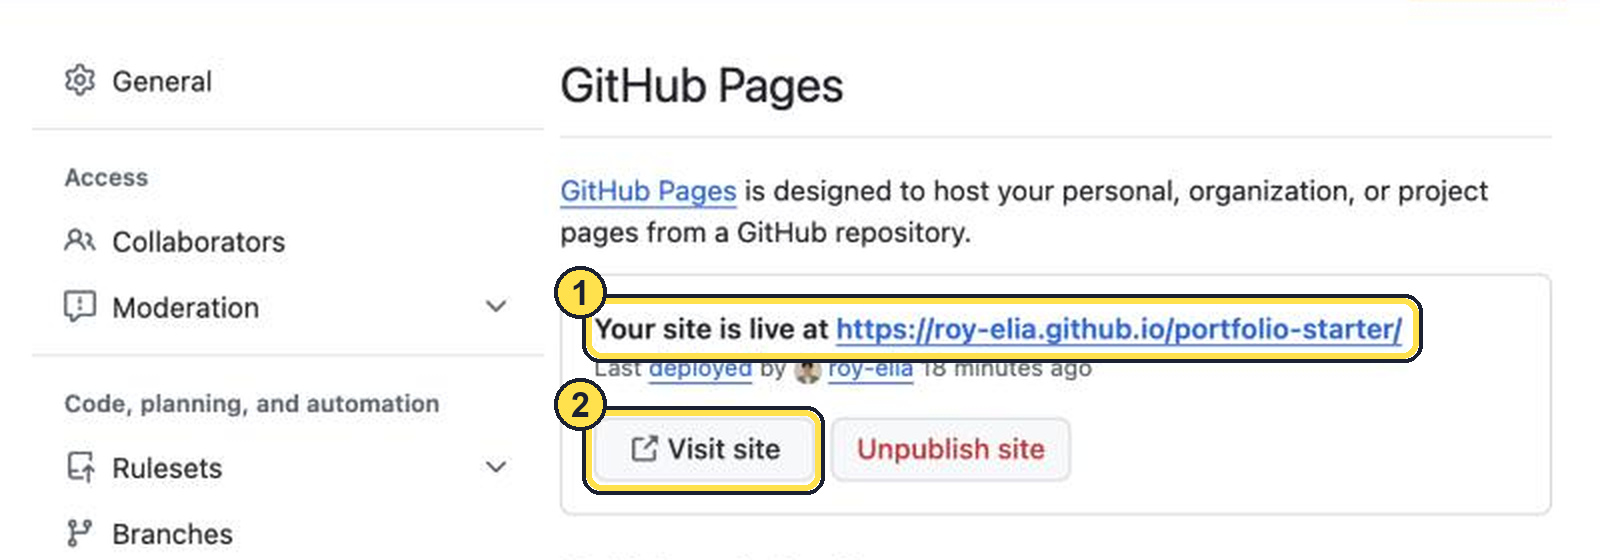 General
Access
Collaborators
Moderation
Code, planning, and automation
Rulesets
Branches
GitHub Pages
GitHub Pages is designed to host your personal, organization, or project
pages from a GitHub repository.
1
Your site is live at https://roy-elia.github.io/portfolio-starter/
Last deployed by roy-elia 18 minutes ago
2
Visit site
Unpublish site